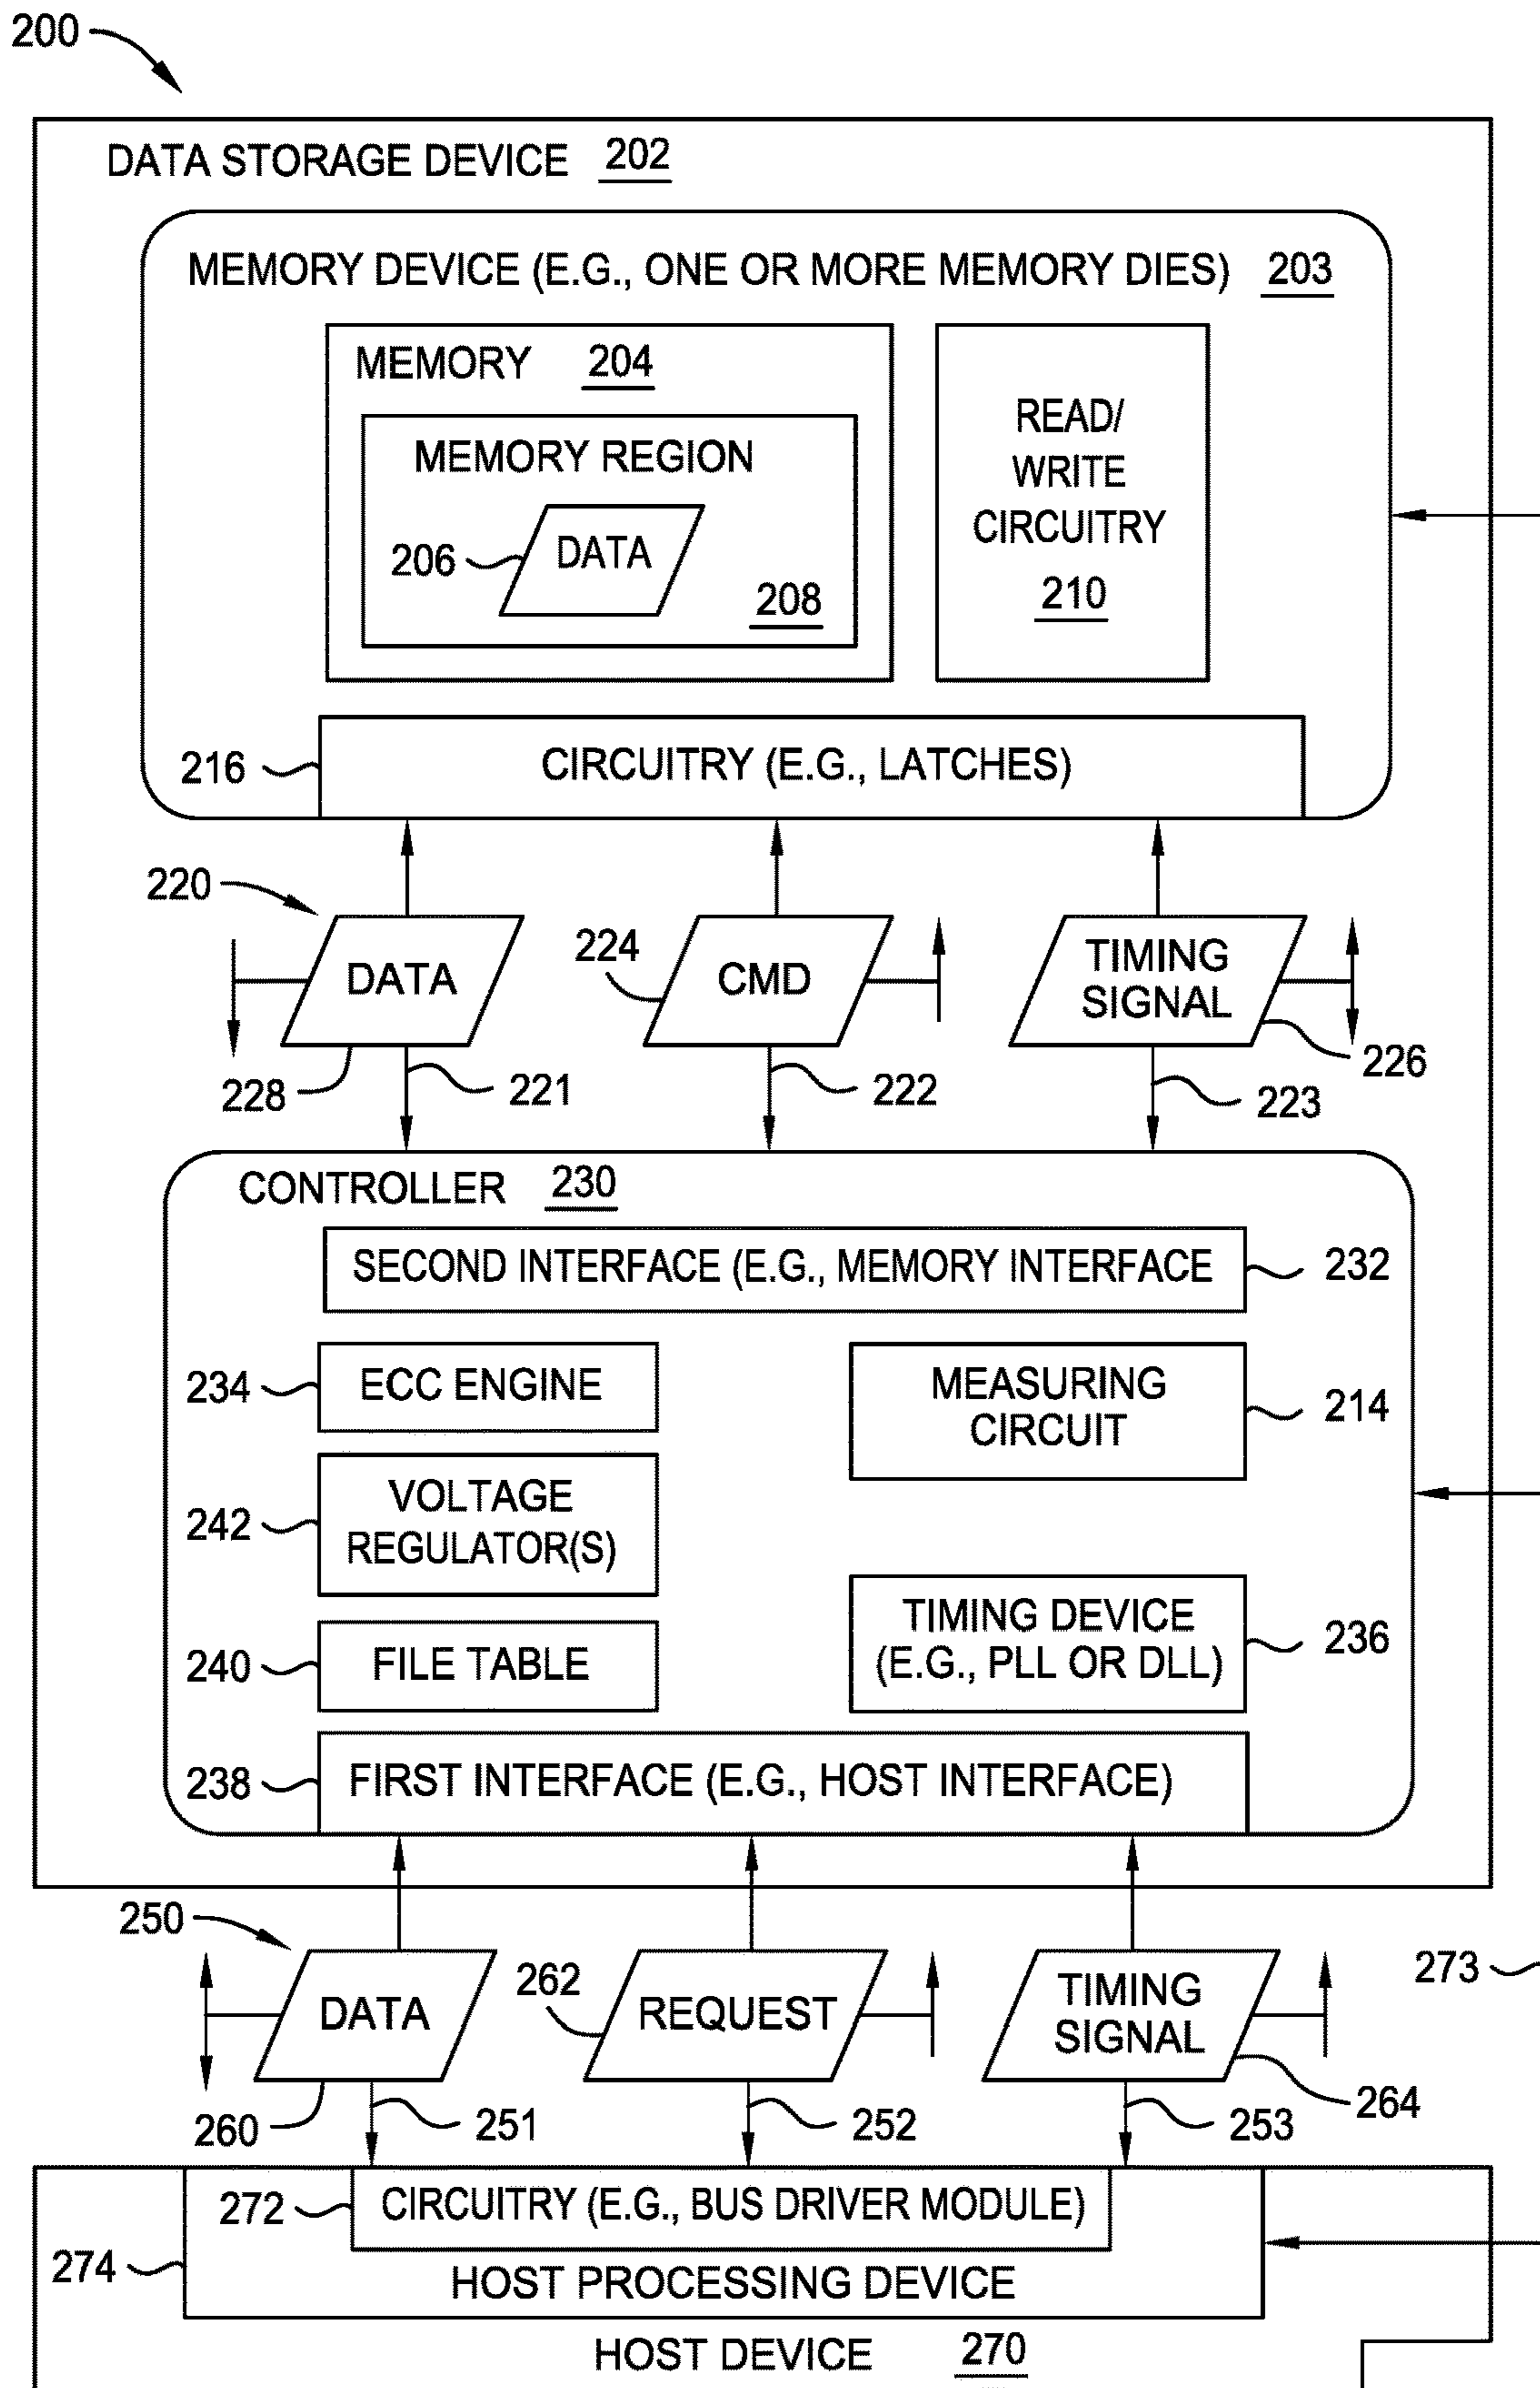 200
DATA STORAGE DEVICE 202
MEMORY DEVICE (E.G., ONE OR MORE MEMORY DIES) 203
MEMORY 204
MEMORY REGION
206 DATA
208
READ/
WRITE
CIRCUITRY
210
216 CIRCUITRY (E.G., LATCHES)
220
DATA
228
221
224
CMD
222
TIMING
SIGNAL
226
223
CONTROLLER 230
SECOND INTERFACE (E.G., MEMORY INTERFACE 232
234 ECC ENGINE
MEASURING
CIRCUIT
214
242
VOLTAGE
REGULATOR(S)
TIMING DEVICE
(E.G., PLL OR DLL)
236
240 FILE TABLE
238 FIRST INTERFACE (E.G., HOST INTERFACE)
250
DATA
260
251
262
REQUEST
252
TIMING
SIGNAL
264
253
273
272 CIRCUITRY (E.G., BUS DRIVER MODULE)
274
HOST PROCESSING DEVICE
HOST DEVICE 270